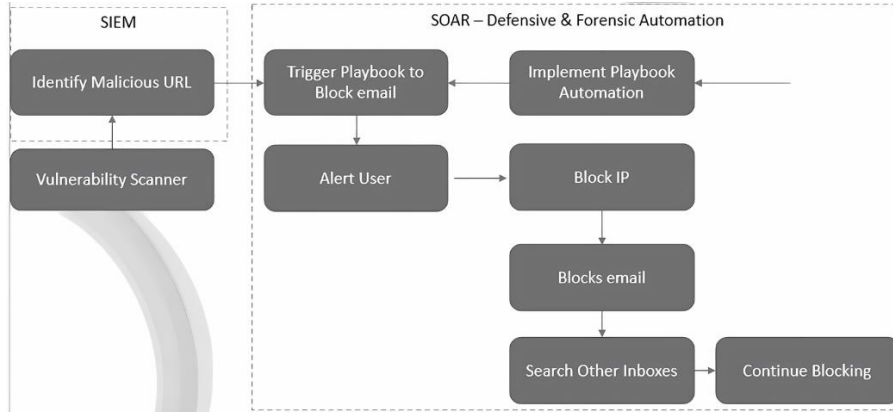 SIEM
SOAR – Defensive & Forensic Automation
Identify Malicious URL
Trigger Playbook to
Block email
Implement Playbook
Automation
Vulnerability Scanner
Alert User
Block IP
Blocks email
Search Other Inboxes
Continue Blocking